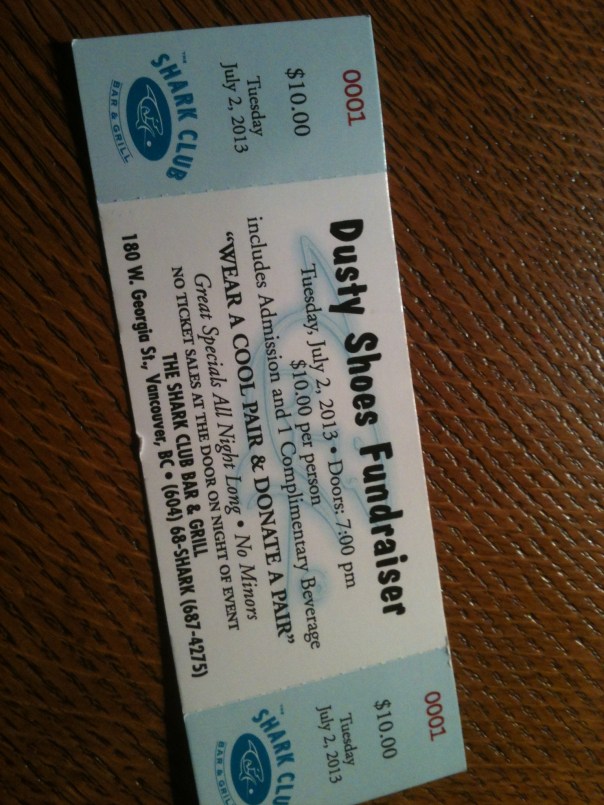 0001
$10.00
Tuesday
July 2, 2013
THE
SHARK CLUB
BAR & GRILL
Dusty Shoes Fundraiser
Tuesday, July 2, 2013 • Doors: 7:00 pm
$10.00 per person
includes Admission and 1 Complimentary Beverage
“WEAR A COOL PAIR & DONATE A PAIR”
Great Specials All Night Long • No Minors
NO TICKET SALES AT THE DOOR ON NIGHT OF EVENT
THE SHARK CLUB BAR & GRILL
180 W. Georgia St., Vancouver, BC • (604) 68-SHARK (687-4275)
0001
$10.00
Tuesday
July 2, 2013
THE
SHARK CLU
BAR & GRIL